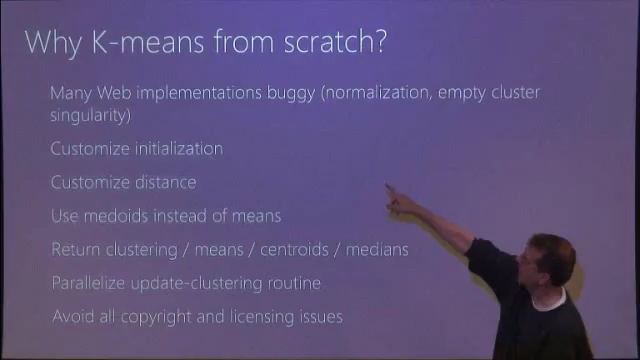 Why K-means from scratch?
Many Web implementations buggy (normalization, empty cluster
singularity)
Customize initialization
Customize distance
Use medoids instead of means
Return clustering / means / centroids / medians
Parallelize update-clustering routine
Avoid all copyright and licensing issues